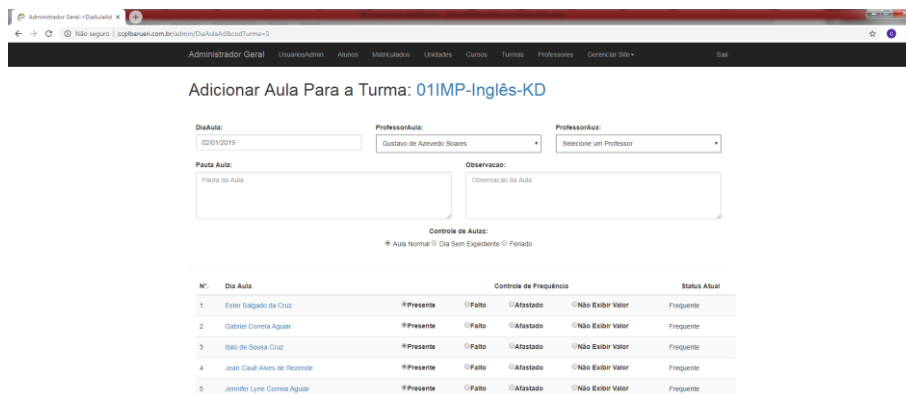 Administrador Geral->DiaAulaAd
Não seguro | ccplbarueri.com.br/admin/DiaAulaAd&codTurma=3
Administrador Geral UsuariosAdmin Alunos Matriculados Unidades Cursos Turmas Professores Gerenciar Site Sair
Adicionar Aula Para a Turma: 01IMP-Inglês-KD
DiaAula: ProfessorAula: ProfessorAux:
02/01/2019 Gustavo de Azevedo Soares Selecione um Professor
Pauta Aula: Observacao:
Pauta da Aula Observacao da Aula
Controle de Aulas:
Aula Normal Dia Sem Expediente Feriado
Nº. Dia Aula Controle de Frequência Status Atual
1 Ester Salgado da Cruz Presente Falto Afastado Não Exibir Valor Frequente
2 Gabriel Correia Aguiar Presente Falto Afastado Não Exibir Valor Frequente
3 Italo de Sousa Cruz Presente Falto Afastado Não Exibir Valor Frequente
4 Jean Cauê Alves de Rezende Presente Falto Afastado Não Exibir Valor Frequente
5 Jennifer Lyne Correia Aguiar Presente Falto Afastado Não Exibir Valor Frequente